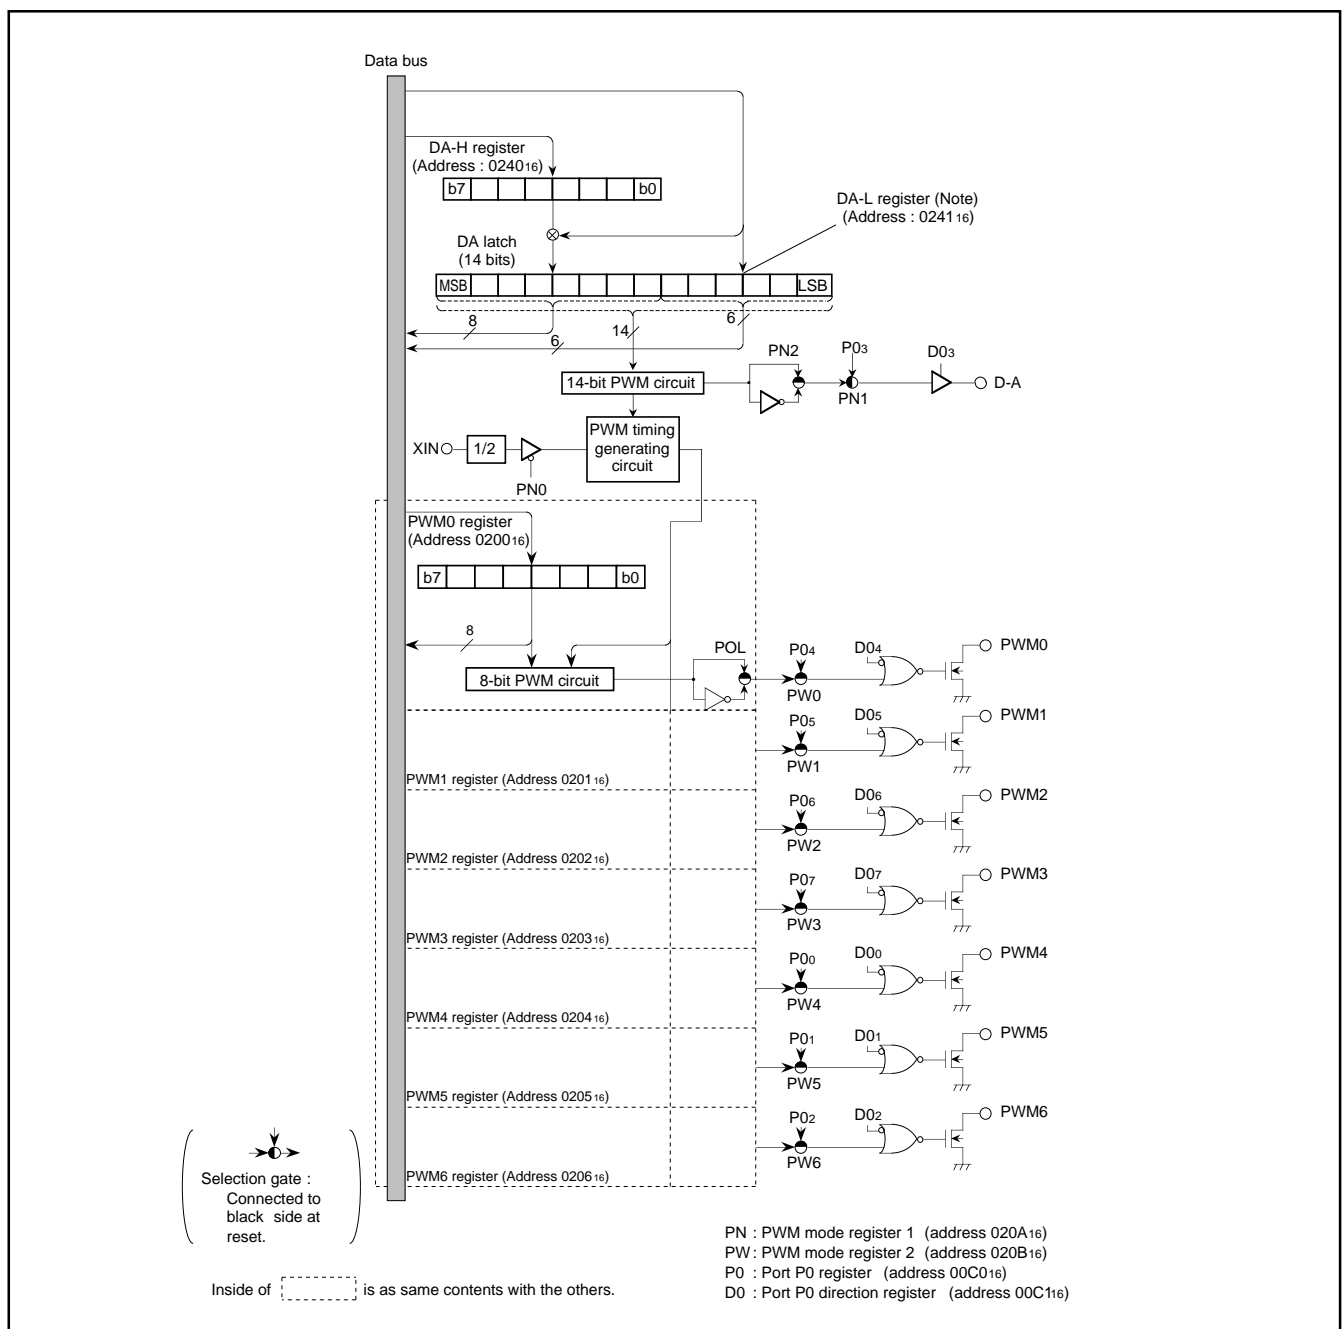 Data bus
DA-H register
(Address : 0240₁₆)
b7 b0
DA-L register (Note)
(Address : 0241₁₆)
DA latch
(14 bits)
MSB LSB
8
14
6
6
PN2
P0₃
D0₃
14-bit PWM circuit
PN1
D-A
XIN
1/2
PWM timing
generating
circuit
PN0
PWM0 register
(Address 0200₁₆)
b7 b0
8
8-bit PWM circuit
POL
P0₄
PW0
D0₄
PWM0
P0₅
PW1
D0₅
PWM1
PWM1 register (Address 0201₁₆)
P0₆
PW2
D0₆
PWM2
PWM2 register (Address 0202₁₆)
P0₇
PW3
D0₇
PWM3
PWM3 register (Address 0203₁₆)
P0₀
PW4
D0₀
PWM4
PWM4 register (Address 0204₁₆)
P0₁
PW5
D0₁
PWM5
PWM5 register (Address 0205₁₆)
P0₂
PW6
D0₂
PWM6
PWM6 register (Address 0206₁₆)
Selection gate :
Connected to
black side at
reset.
Inside of is as same contents with the others.
PN : PWM mode register 1 (address 020A₁₆)
PW : PWM mode register 2 (address 020B₁₆)
P0 : Port P0 register (address 00C0₁₆)
D0 : Port P0 direction register (address 00C1₁₆)